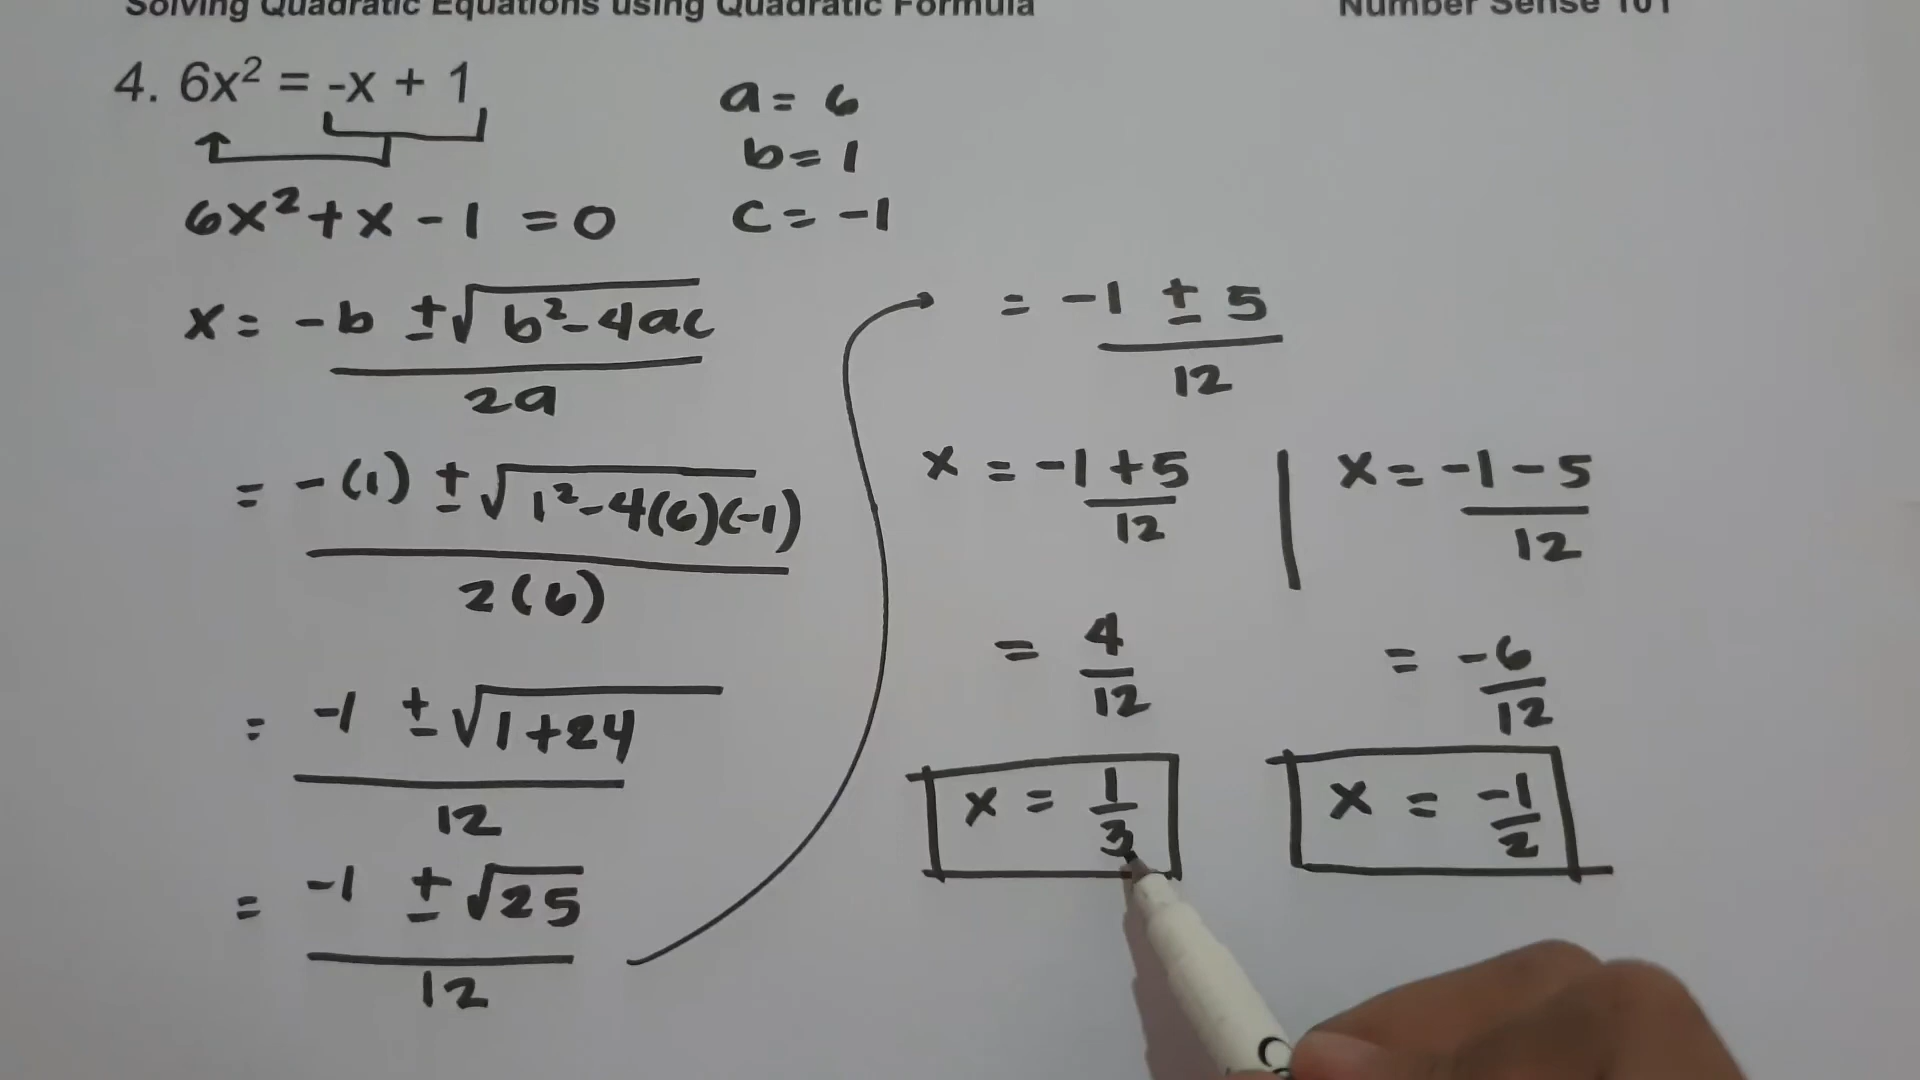 Solving Quadratic Equations using Quadratic Formula
Number Sense 101
4. 6x² = -x + 1
6x² + x - 1 = 0
a = 6
b = 1
c = -1
x = -b ± √b² - 4ac
2a
= -(1) ± √1² - 4(6)(-1)
2(6)
= -1 ± √1+24
12
= -1 ± √25
12
= -1 ± 5
12
x = -1 + 5
12
= 4
12
x = 1
3
x = -1 - 5
12
= -6
12
x = -1
2